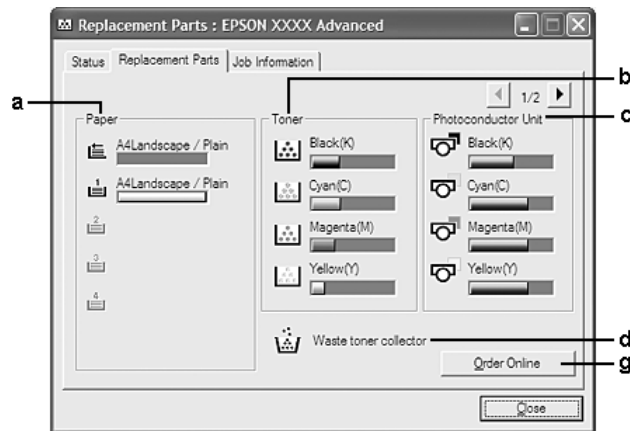 Replacement Parts : EPSON XXXX Advanced
Status Replacement Parts Job Information
b
1/2
a
Paper
Toner
Photoconductor Unit
c
A4Landscape / Plain
Black(K)
Black(K)
1
A4Landscape / Plain
Cyan(C)
Cyan(C)
2
Magenta(M)
Magenta(M)
3
Yellow(Y)
Yellow(Y)
4
Waste toner collector
d
Order Online
g
Close